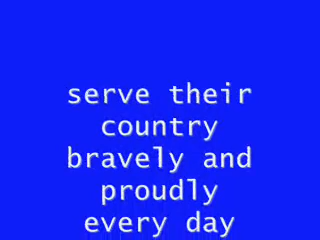 serve their
country
bravely and
proudly
every day